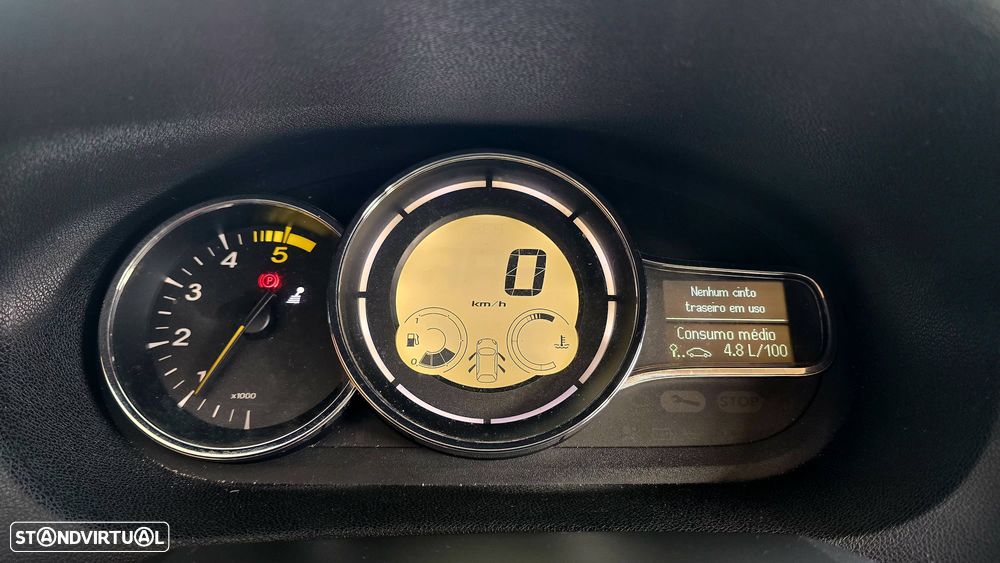 5
4
3
2
1
x1000
P
0
km/h
1
0
Nenhum cinto
traseiro em uso
Consumo médio
4.8 L/100
STOP
STANDVIRTUAL